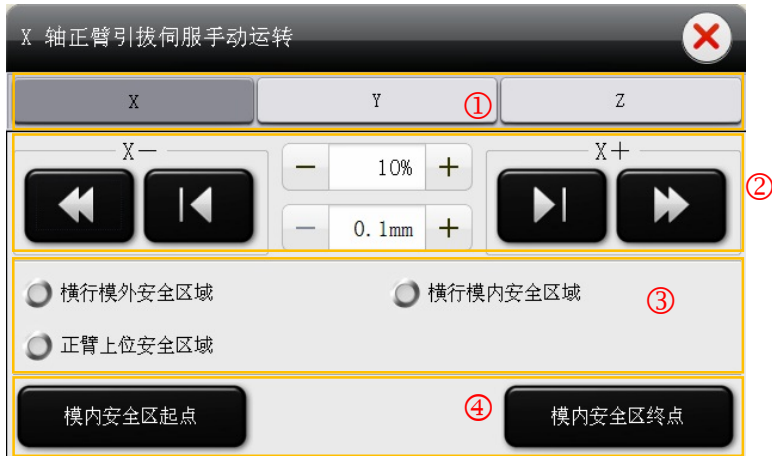 X 轴正臂引拔伺服手动运转
X Y ① Z
X— X+
− 10% +
②
− 0.1mm +
横行模外安全区域 横行模内安全区域 ③
正臂上位安全区域
模内安全区起点 ④ 模内安全区终点